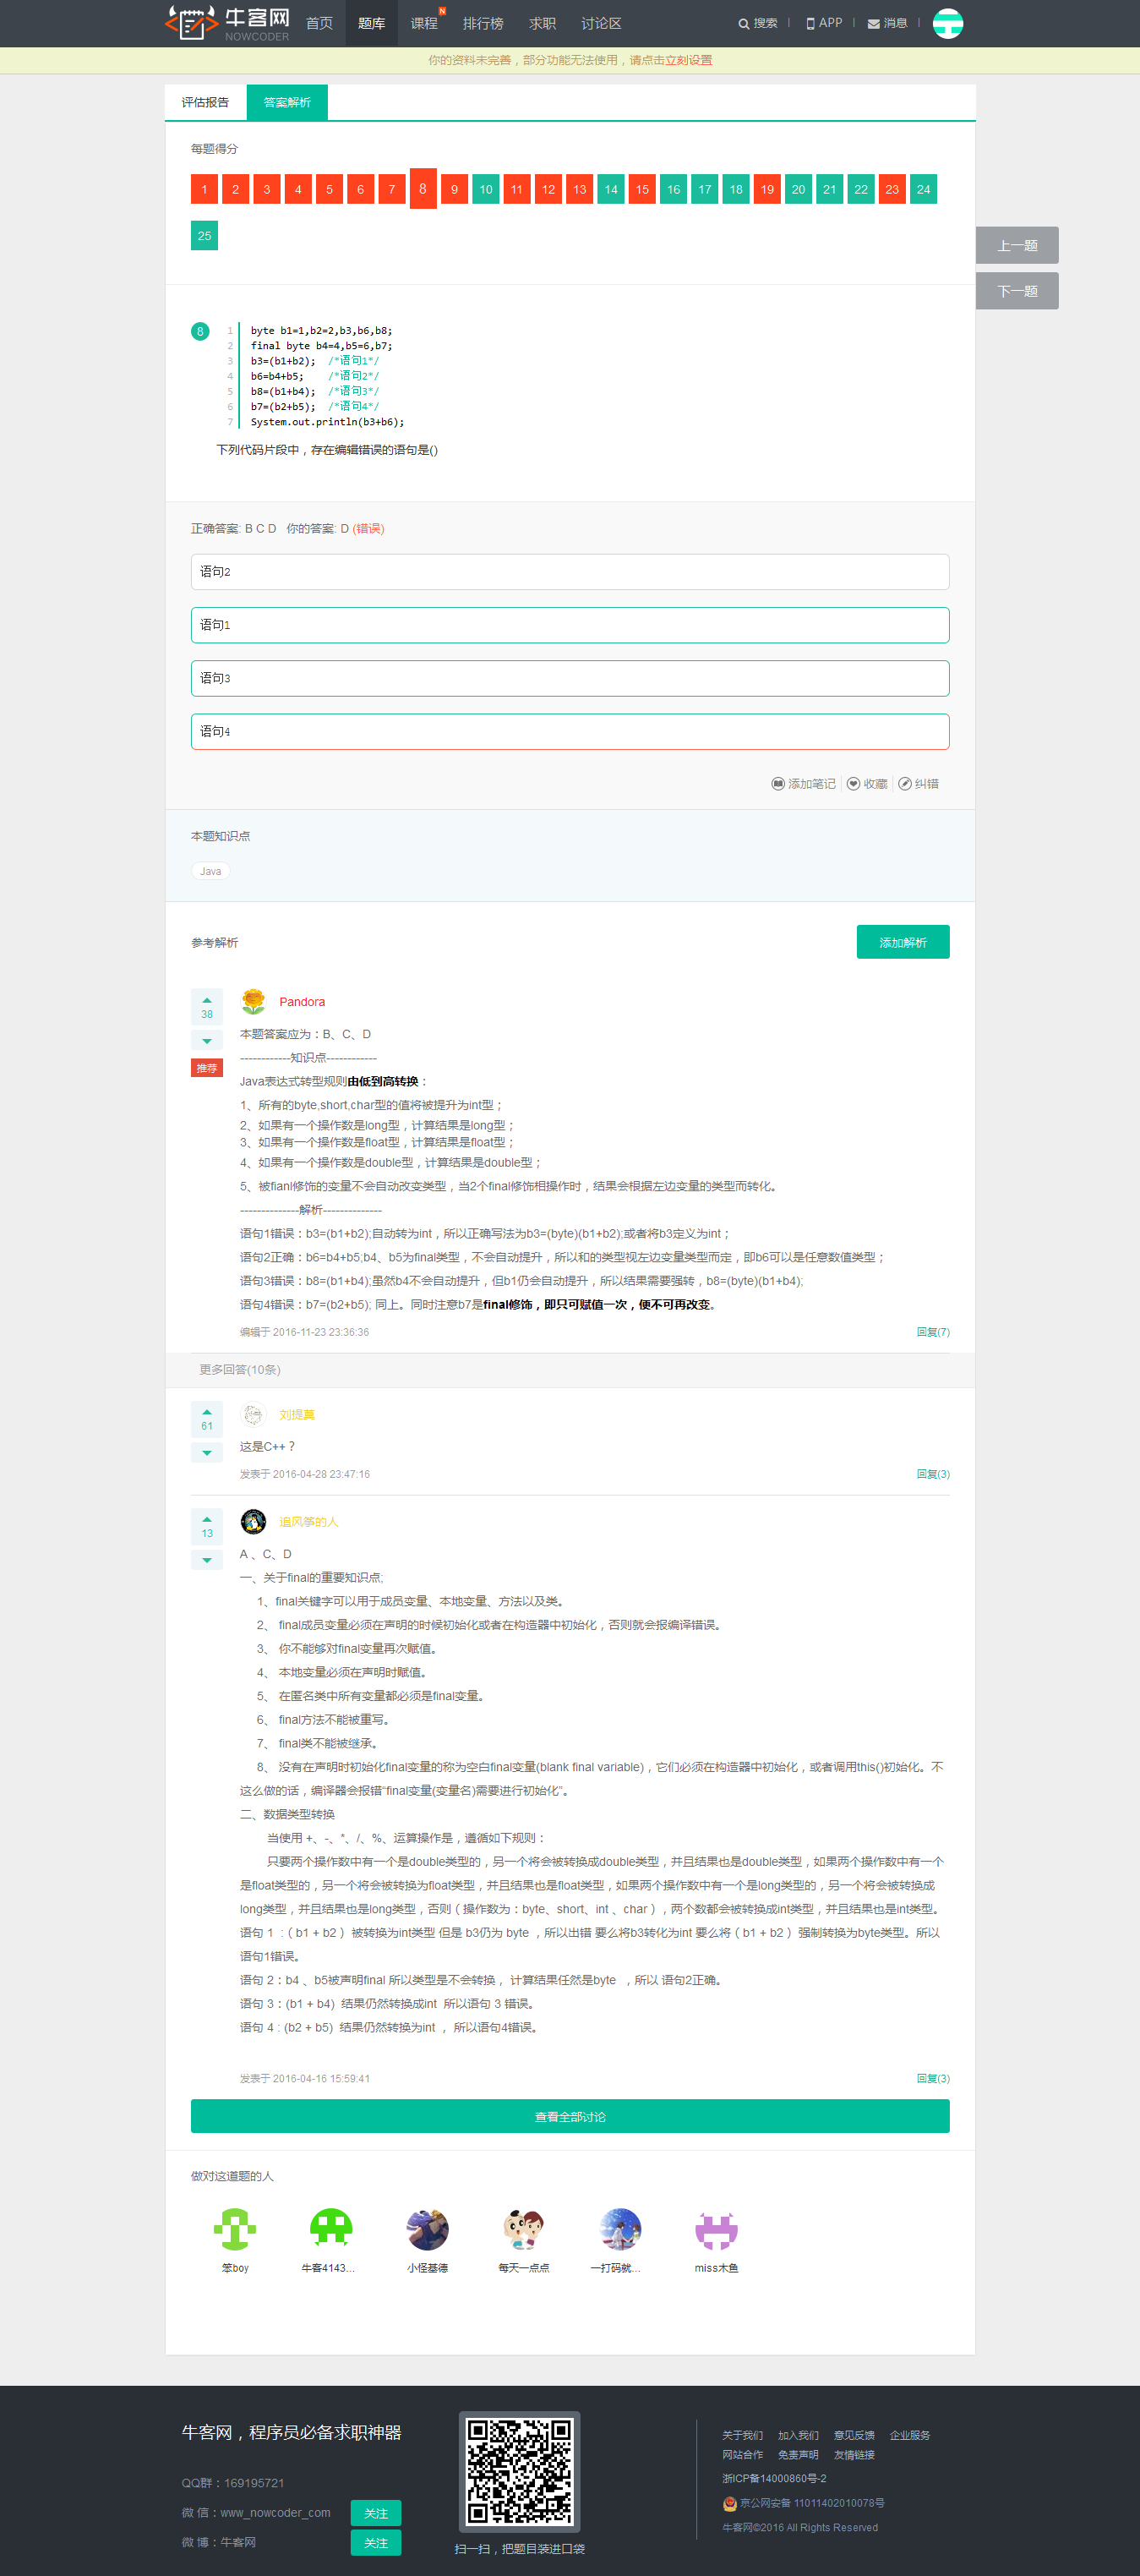 牛客网
NOWCODER
首页 题库 课程 N 排行榜 求职 讨论区 搜索 APP 消息
你的资料未完善，部分功能无法使用，请点击立刻设置
评估报告 答案解析
每题得分
1 2 3 4 5 6 7 8 9 10 11 12 13 14 15 16 17 18 19 20 21 22 23 24
25
上一题
下一题
8
1 byte b1=1,b2=2,b3,b6,b8;
2 final byte b4=4,b5=6,b7;
3 b3=(b1+b2); /*语句1*/
4 b6=b4+b5; /*语句2*/
5 b8=(b1+b4); /*语句3*/
6 b7=(b2+b5); /*语句4*/
7 System.out.println(b3+b6);
下列代码片段中，存在编辑错误的语句是()
正确答案: B C D 你的答案: D (错误)
语句2
语句1
语句3
语句4
添加笔记 收藏 纠错
本题知识点
Java
参考解析 添加解析
38
推荐
Pandora
本题答案应为：B、C、D
------------知识点------------
Java表达式转型规则由低到高转换：
1、所有的byte,short,char型的值将被提升为int型；
2、如果有一个操作数是long型，计算结果是long型；
3、如果有一个操作数是float型，计算结果是float型；
4、如果有一个操作数是double型，计算结果是double型；
5、被fianl修饰的变量不会自动改变类型，当2个final修饰相操作时，结果会根据左边变量的类型而转化。
--------------解析--------------
语句1错误：b3=(b1+b2);自动转为int，所以正确写法为b3=(byte)(b1+b2);或者将b3定义为int；
语句2正确：b6=b4+b5;b4、b5为final类型，不会自动提升，所以和的类型视左边变量类型而定，即b6可以是任意数值类型；
语句3错误：b8=(b1+b4);虽然b4不会自动提升，但b1仍会自动提升，所以结果需要强转，b8=(byte)(b1+b4);
语句4错误：b7=(b2+b5); 同上。同时注意b7是final修饰，即只可赋值一次，便不可再改变。
编辑于 2016-11-23 23:36:36 回复(7)
更多回答(10条)
61
刘提莫
这是C++？
发表于 2016-04-28 23:47:16 回复(3)
13
追风筝的人
A 、C、D
一、关于final的重要知识点;
1、final关键字可以用于成员变量、本地变量、方法以及类。
2、 final成员变量必须在声明的时候初始化或者在构造器中初始化，否则就会报编译错误。
3、 你不能够对final变量再次赋值。
4、 本地变量必须在声明时赋值。
5、 在匿名类中所有变量都必须是final变量。
6、 final方法不能被重写。
7、 final类不能被继承。
8、 没有在声明时初始化final变量的称为空白final变量(blank final variable)，它们必须在构造器中初始化，或者调用this()初始化。不
这么做的话，编译器会报错“final变量(变量名)需要进行初始化”。
二、数据类型转换
当使用 +、-、*、/、%、运算操作是，遵循如下规则：
只要两个操作数中有一个是double类型的，另一个将会被转换成double类型，并且结果也是double类型，如果两个操作数中有一个
是float类型的，另一个将会被转换为float类型，并且结果也是float类型，如果两个操作数中有一个是long类型的，另一个将会被转换成
long类型，并且结果也是long类型，否则（操作数为：byte、short、int 、char），两个数都会被转换成int类型，并且结果也是int类型。
语句 1 ：( b1 + b2 ） 被转换为int类型 但是 b3仍为 byte ，所以出错 要么将b3转化为int 要么将（ b1 + b2 ） 强制转换为byte类型。所以
语句1错误。
语句 2：b4 、b5被声明final 所以类型是不会转换， 计算结果任然是byte ，所以 语句2正确。
语句 3：(b1 + b4) 结果仍然转换成int 所以语句 3 错误。
语句 4 : (b2 + b5) 结果仍然转换为int ， 所以语句4错误。
发表于 2016-04-16 15:59:41 回复(3)
查看全部讨论
做对这道题的人
笨boy 牛客4143... 小怪基德 每天一点点 一打码就... miss木鱼
牛客网，程序员必备求职神器
QQ群：169195721
微 信：www_nowcoder_com 关注
微 博：牛客网 关注
扫一扫，把题目装进口袋
关于我们 加入我们 意见反馈 企业服务
网站合作 免责声明 友情链接
浙ICP备14000860号-2
京公网安备 11011402010078号
牛客网©2016 All Rights Reserved